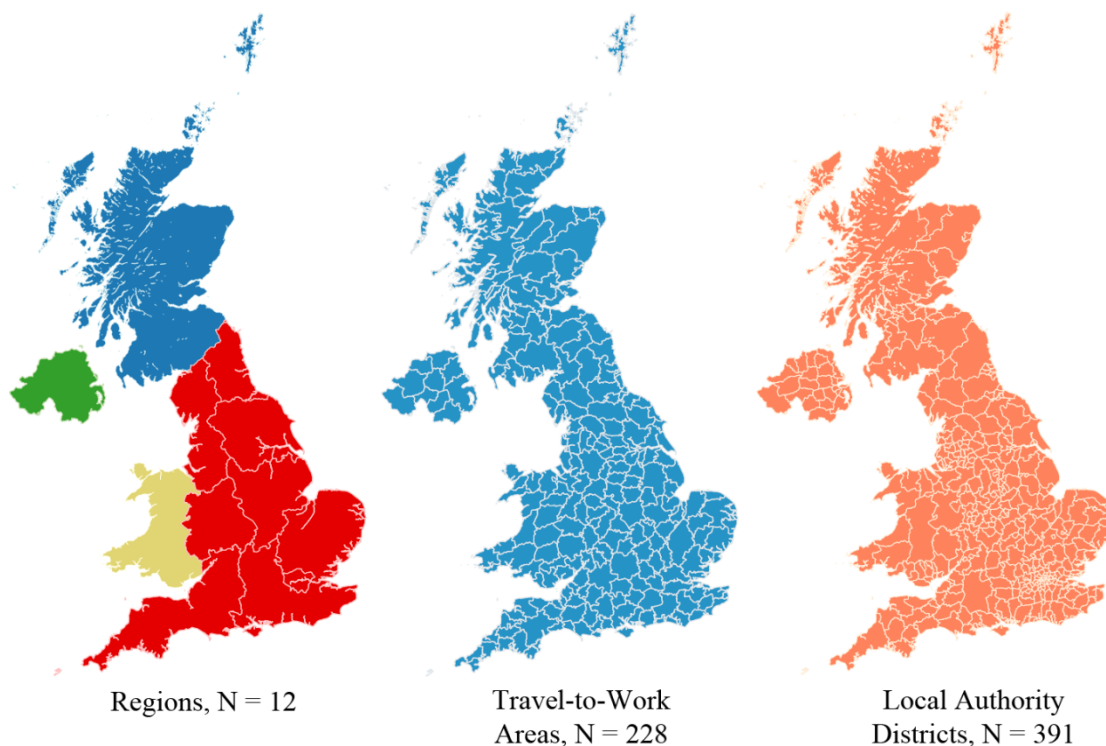 Regions, N = 12
Travel-to-Work
Areas, N = 228
Local Authority
Districts, N = 391